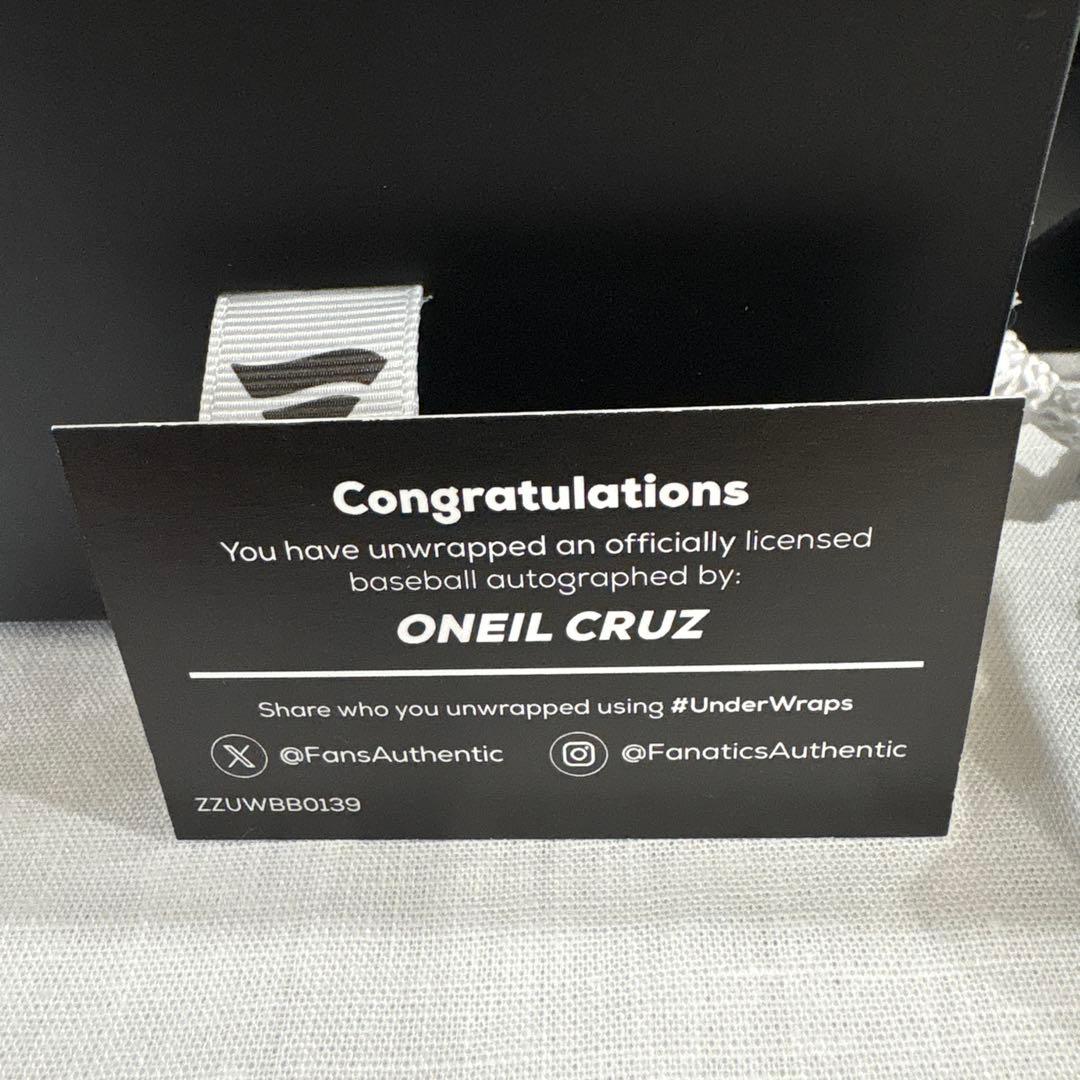 Congratulations
You have unwrapped an officially licensed
baseball autographed by:
ONEIL CRUZ
Share who you unwrapped using #UnderWraps
@FansAuthentic @FanaticsAuthentic
ZZUWBB0139